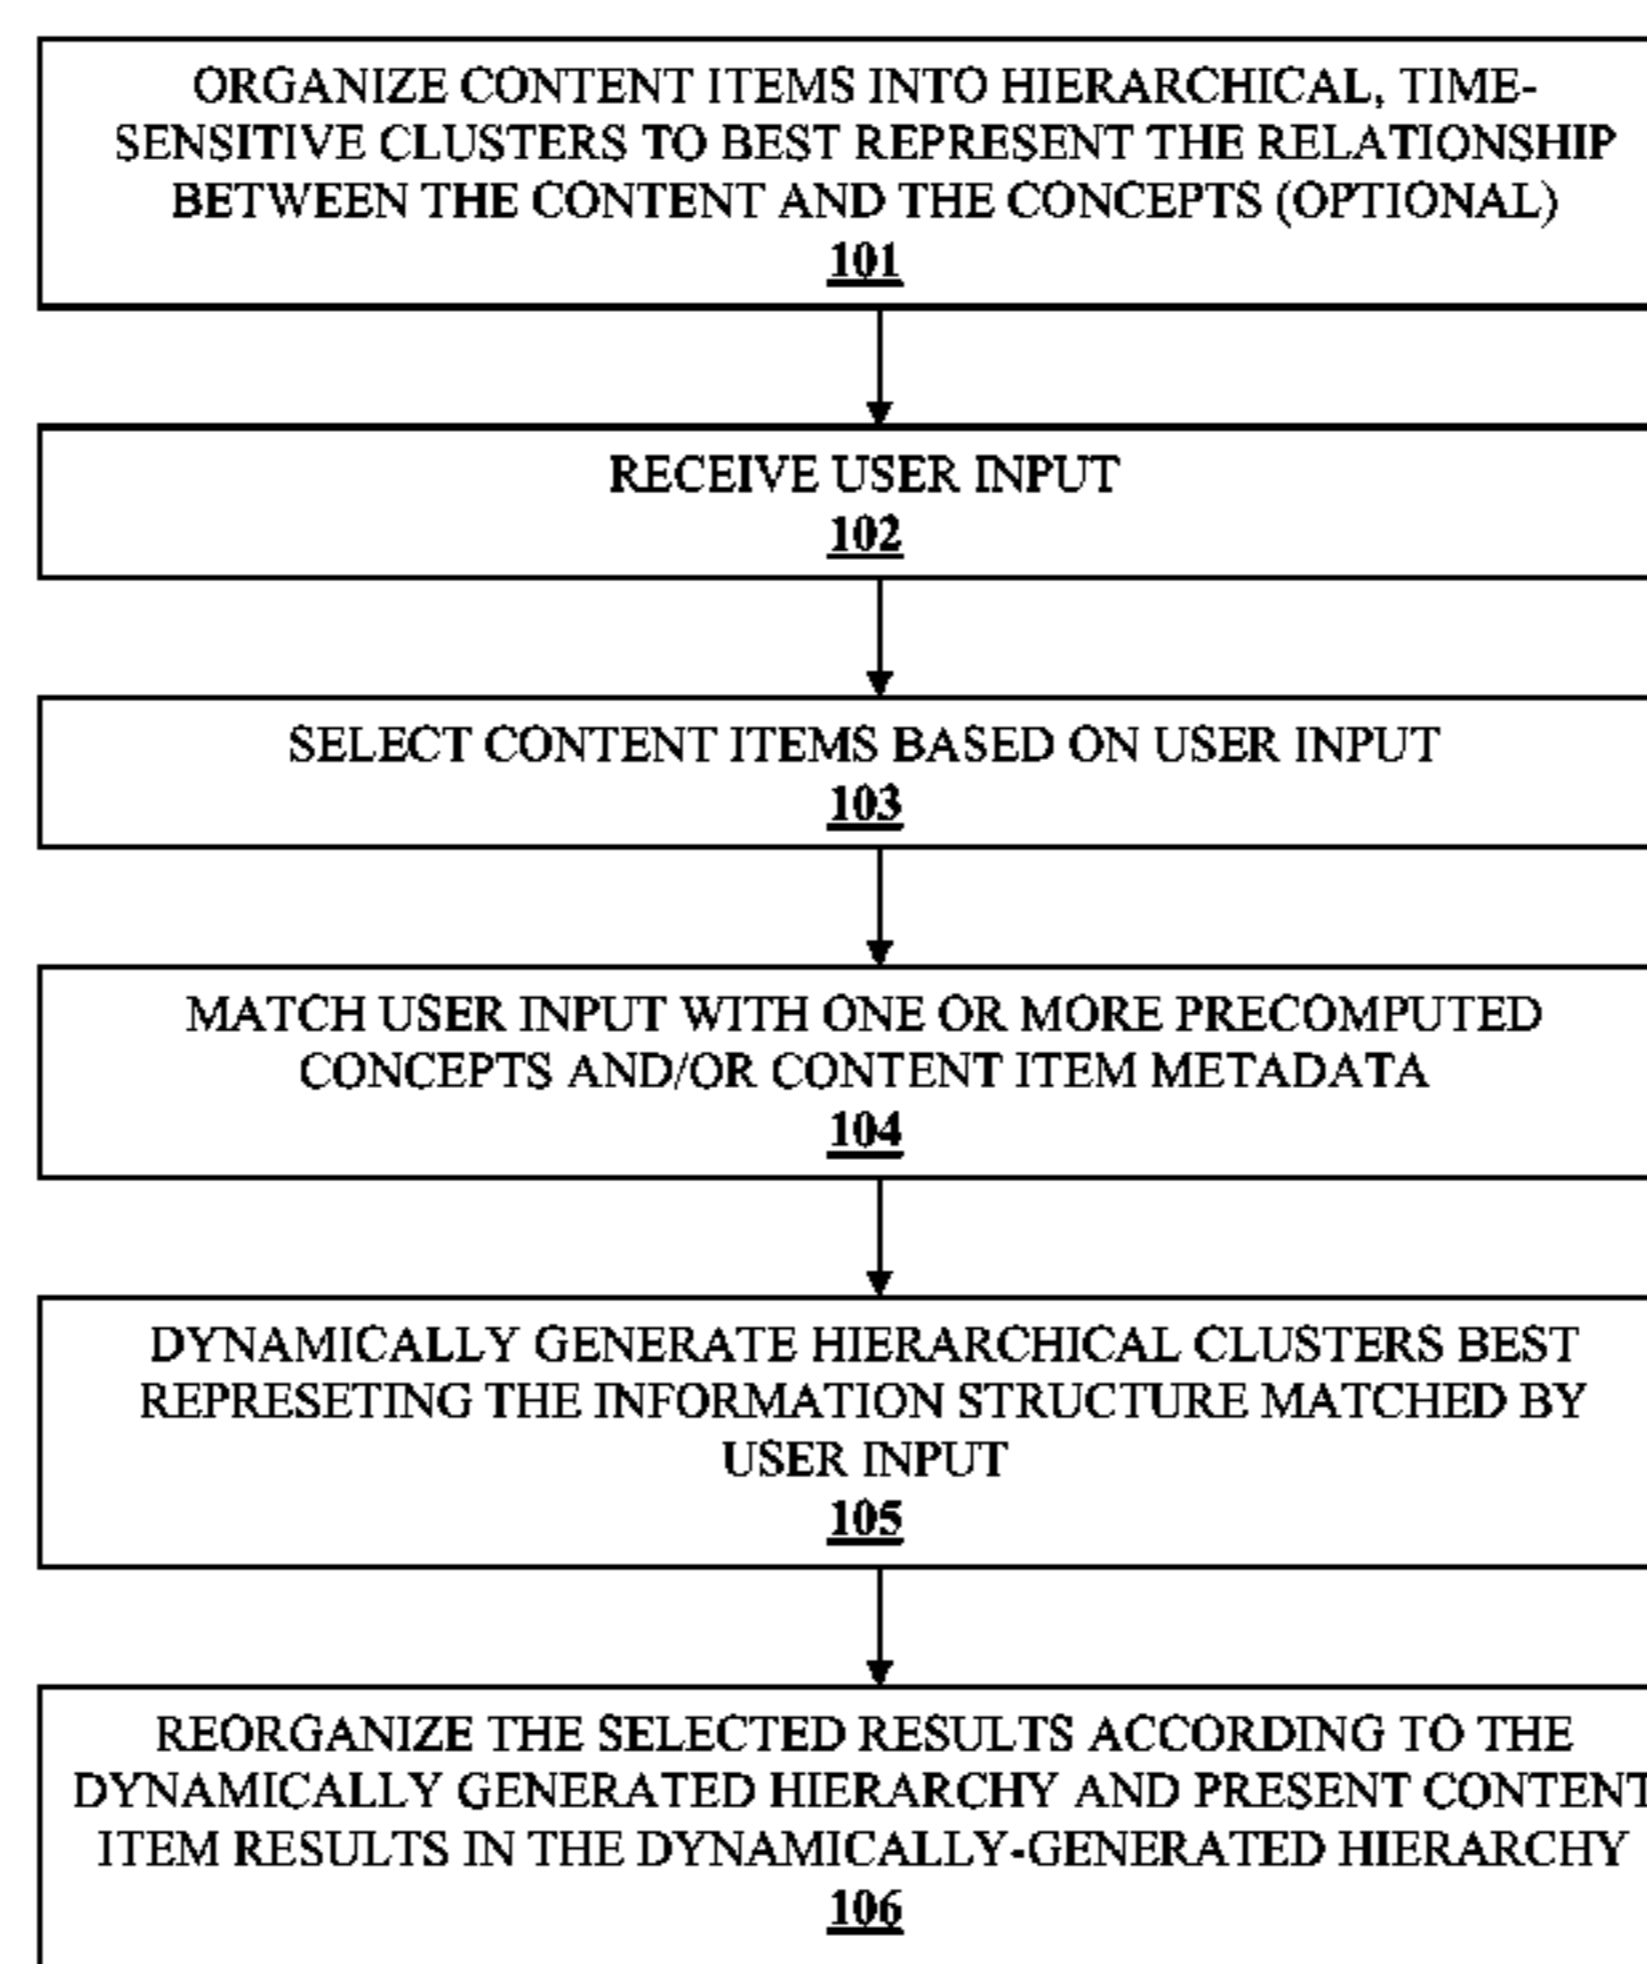 ORGANIZE CONTENT ITEMS INTO HIERARCHICAL, TIME-
SENSITIVE CLUSTERS TO BEST REPRESENT THE RELATIONSHIP
BETWEEN THE CONTENT AND THE CONCEPTS (OPTIONAL)
101
RECEIVE USER INPUT
102
SELECT CONTENT ITEMS BASED ON USER INPUT
103
MATCH USER INPUT WITH ONE OR MORE PRECOMPUTED
CONCEPTS AND/OR CONTENT ITEM METADATA
104
DYNAMICALLY GENERATE HIERARCHICAL CLUSTERS BEST
REPRESETING THE INFORMATION STRUCTURE MATCHED BY
USER INPUT
105
REORGANIZE THE SELECTED RESULTS ACCORDING TO THE
DYNAMICALLY GENERATED HIERARCHY AND PRESENT CONTENT
ITEM RESULTS IN THE DYNAMICALLY-GENERATED HIERARCHY
106